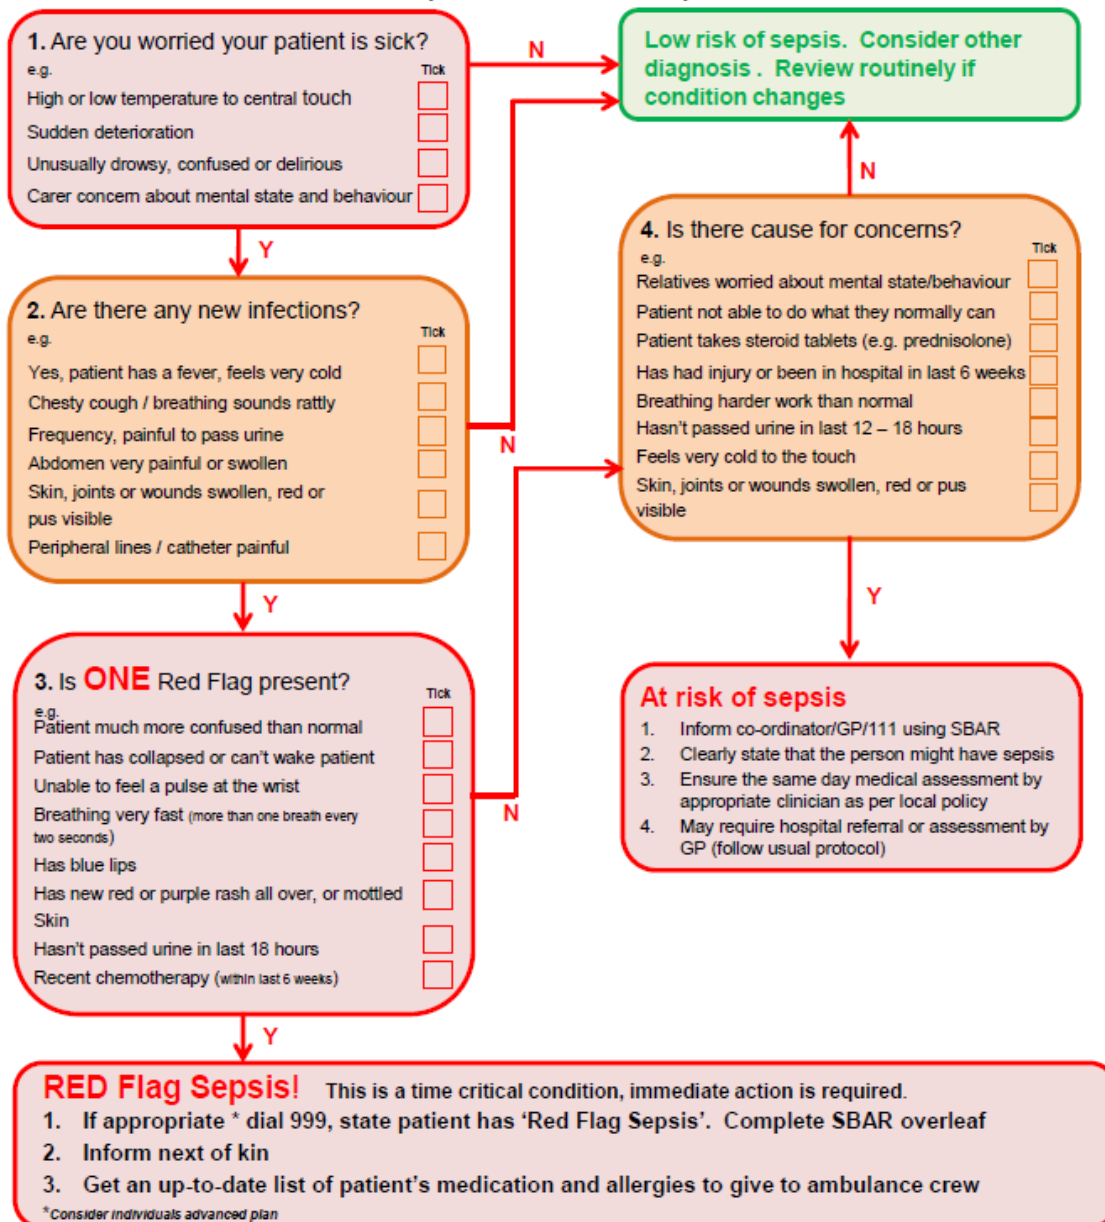 1. Are you worried your patient is sick?
e.g.
Tick
High or low temperature to central touch
Sudden deterioration
Unusually drowsy, confused or delirious
Carer concern about mental state and behaviour
N
Low risk of sepsis. Consider other
diagnosis . Review routinely if
condition changes
Y
N
2. Are there any new infections?
e.g.
Tick
Yes, patient has a fever, feels very cold
Chesty cough / breathing sounds rattly
Frequency, painful to pass urine
Abdomen very painful or swollen
Skin, joints or wounds swollen, red or
pus visible
Peripheral lines / catheter painful
N
4. Is there cause for concerns?
e.g.
Tick
Relatives worried about mental state/behaviour
Patient not able to do what they normally can
Patient takes steroid tablets (e.g. prednisolone)
Has had injury or been in hospital in last 6 weeks
Breathing harder work than normal
Hasn't passed urine in last 12 – 18 hours
Feels very cold to the touch
Skin, joints or wounds swollen, red or pus
visible
Y
Y
3. Is ONE Red Flag present?
e.g.
Tick
Patient much more confused than normal
Patient has collapsed or can't wake patient
Unable to feel a pulse at the wrist
Breathing very fast (more than one breath every
two seconds)
Has blue lips
Has new red or purple rash all over, or mottled
Skin
Hasn't passed urine in last 18 hours
Recent chemotherapy (within last 6 weeks)
N
At risk of sepsis
1. Inform co-ordinator/GP/111 using SBAR
2. Clearly state that the person might have sepsis
3. Ensure the same day medical assessment by
appropriate clinician as per local policy
4. May require hospital referral or assessment by
GP (follow usual protocol)
Y
RED Flag Sepsis! This is a time critical condition, immediate action is required.
1. If appropriate * dial 999, state patient has 'Red Flag Sepsis'. Complete SBAR overleaf
2. Inform next of kin
3. Get an up-to-date list of patient's medication and allergies to give to ambulance crew
*Consider individuals advanced plan